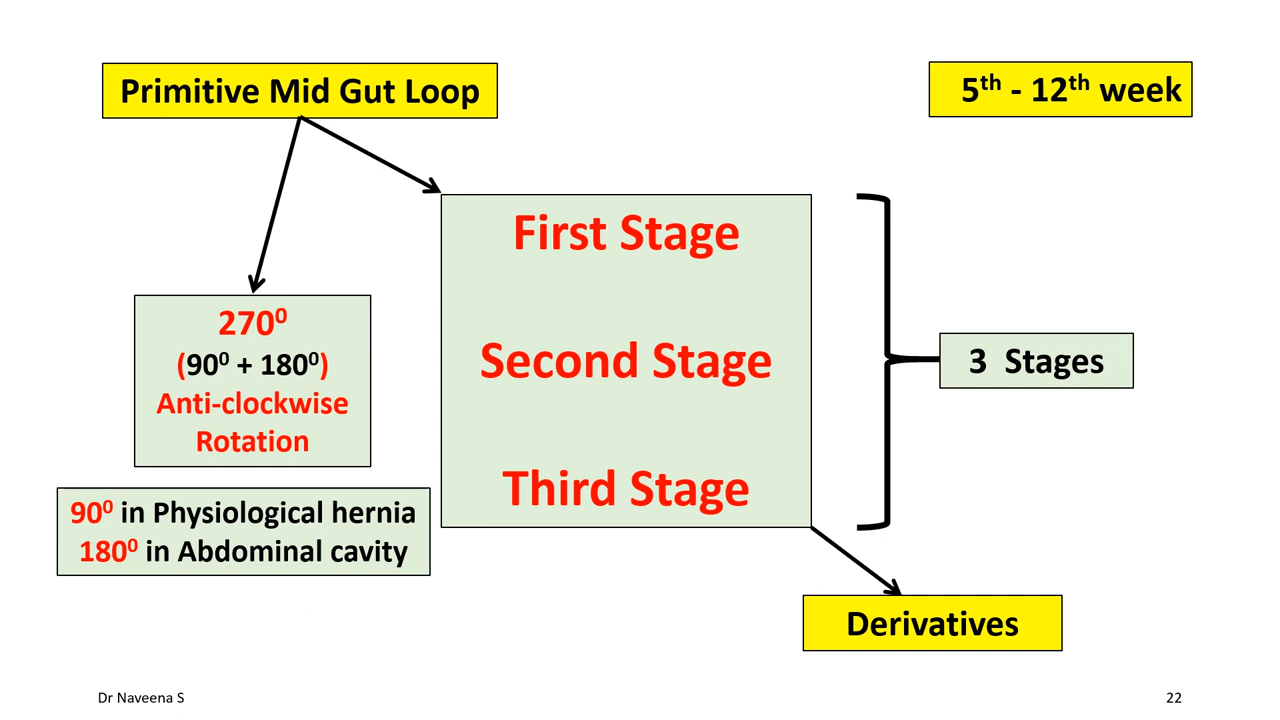 Primitive Mid Gut Loop
5th - 12th week
First Stage
Second Stage
Third Stage
270⁰
(90⁰ + 180⁰)
Anti-clockwise
Rotation
90⁰ in Physiological hernia
180⁰ in Abdominal cavity
3 Stages
Derivatives
Dr Naveena S
22